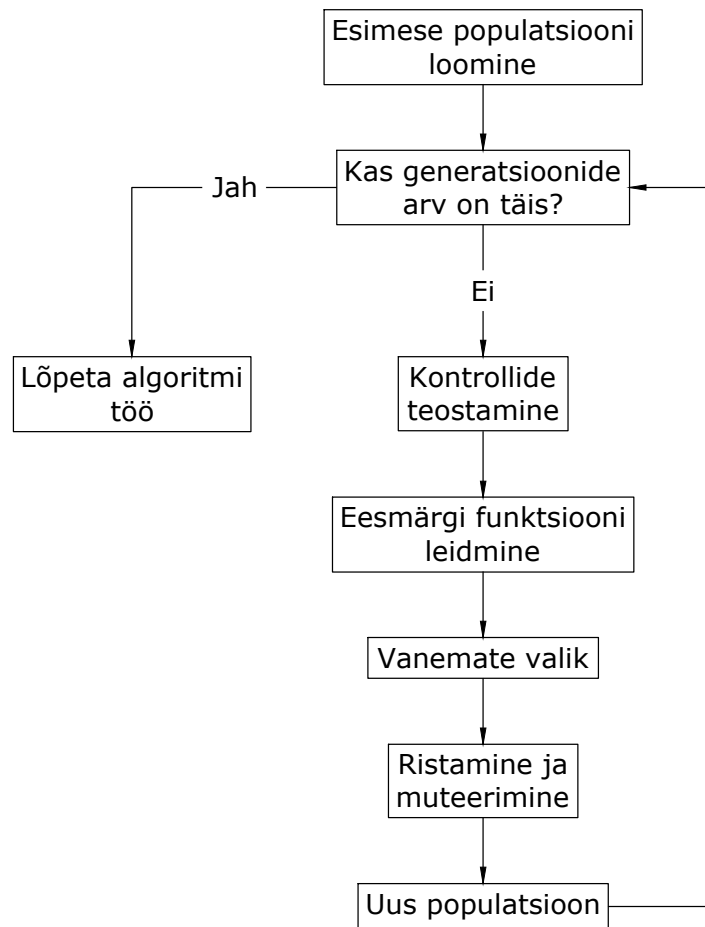 Esimese populatsiooni
loomine
Kas generatsioonide
arv on täis?
Jah
Ei
Lõpeta algoritmi
töö
Kontrollide
teostamine
Eesmärgi funktsiooni
leidmine
Vanemate valik
Ristamine ja
muteerimine
Uus populatsioon